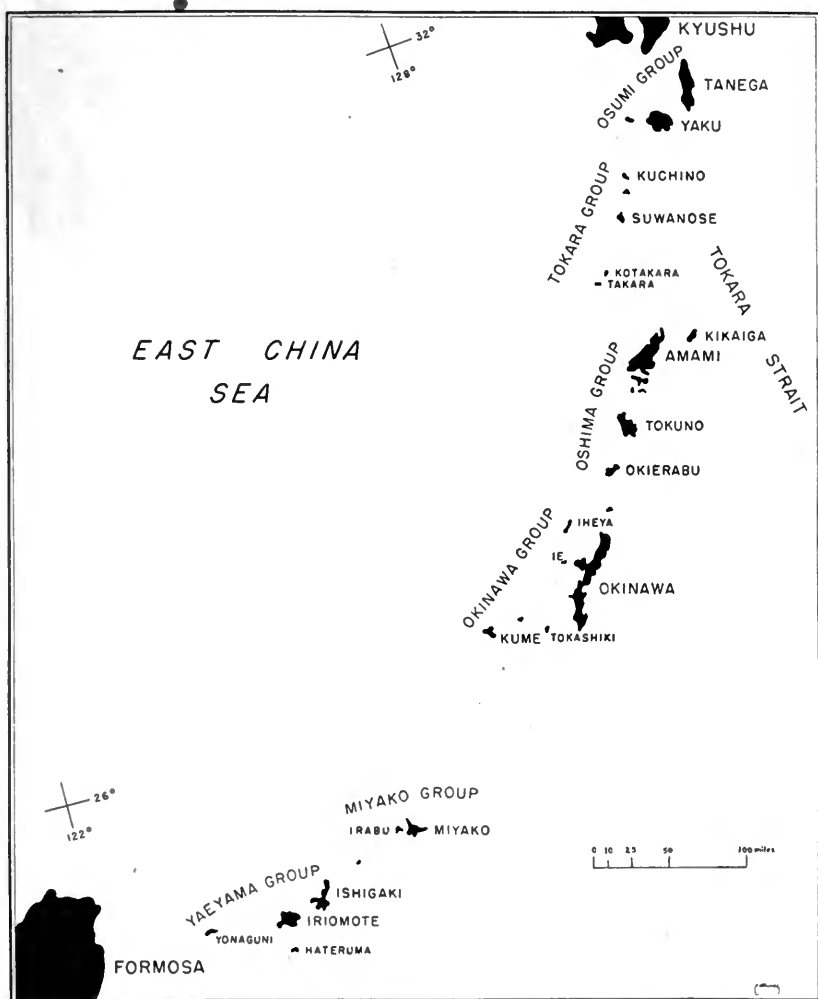 32°
128°
KYUSHU
OSUMI GROUP
TANEGA
YAKU
TOKARA GROUP
KUCHINO
SUWANOSE
KOTAKARA
TAKARA
TOKARA STRAIT
EAST CHINA
SEA
OSHIMA GROUP
KIKAIGA
AMAMI
TOKUNO
OKIERABU
OKINAWA GROUP
IHEYA
IE
OKINAWA
KUME
TOKASHIKI
26°
122°
MIYAKO GROUP
IRABU
MIYAKO
0 10 25 50 100 miles
YAEYAMA GROUP
ISHIGAKI
IRIOMOTE
YONAGUNI
HATERUMA
FORMOSA